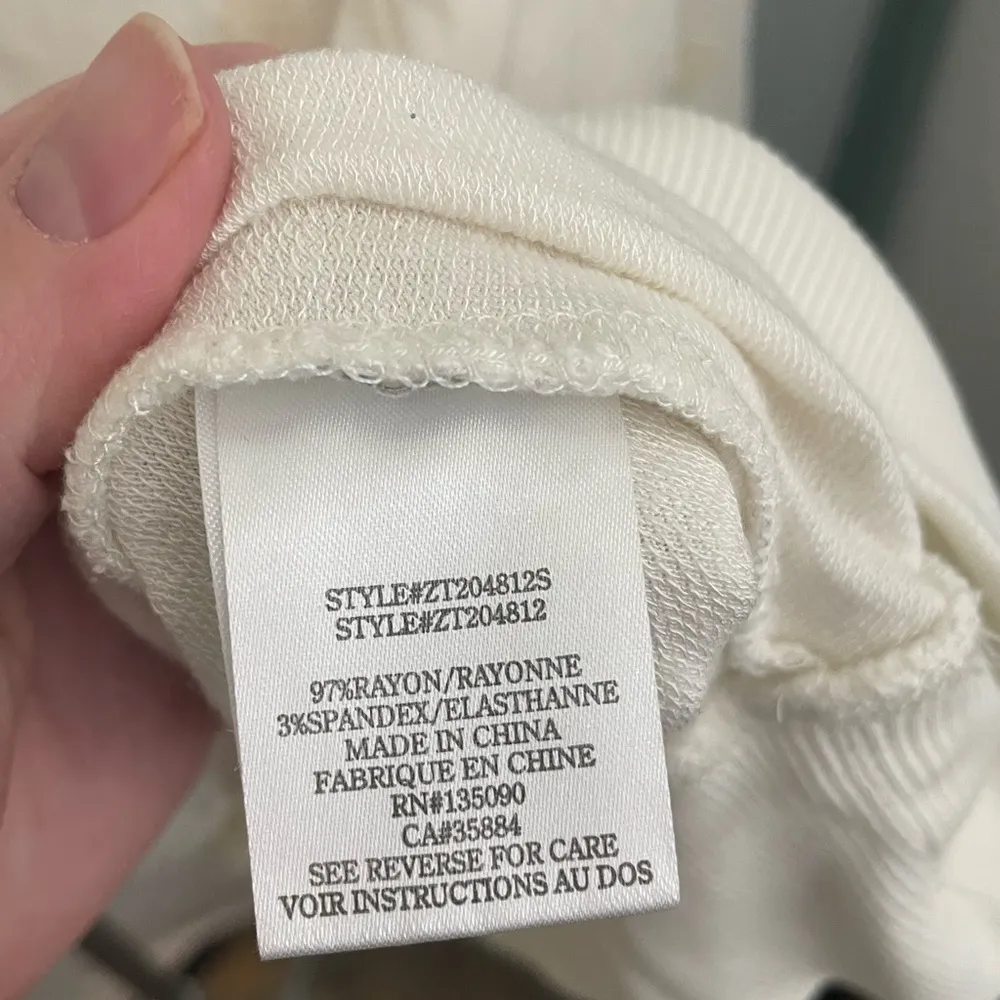 STYLE#ZT204812S
STYLE#ZT204812
97%RAYON/RAYONNE
3%SPANDEX/ELASTHANNE
MADE IN CHINA
FABRIQUE EN CHINE
RN#135090
CA#35884
SEE REVERSE FOR CARE
VOIR INSTRUCTIONS AU DOS